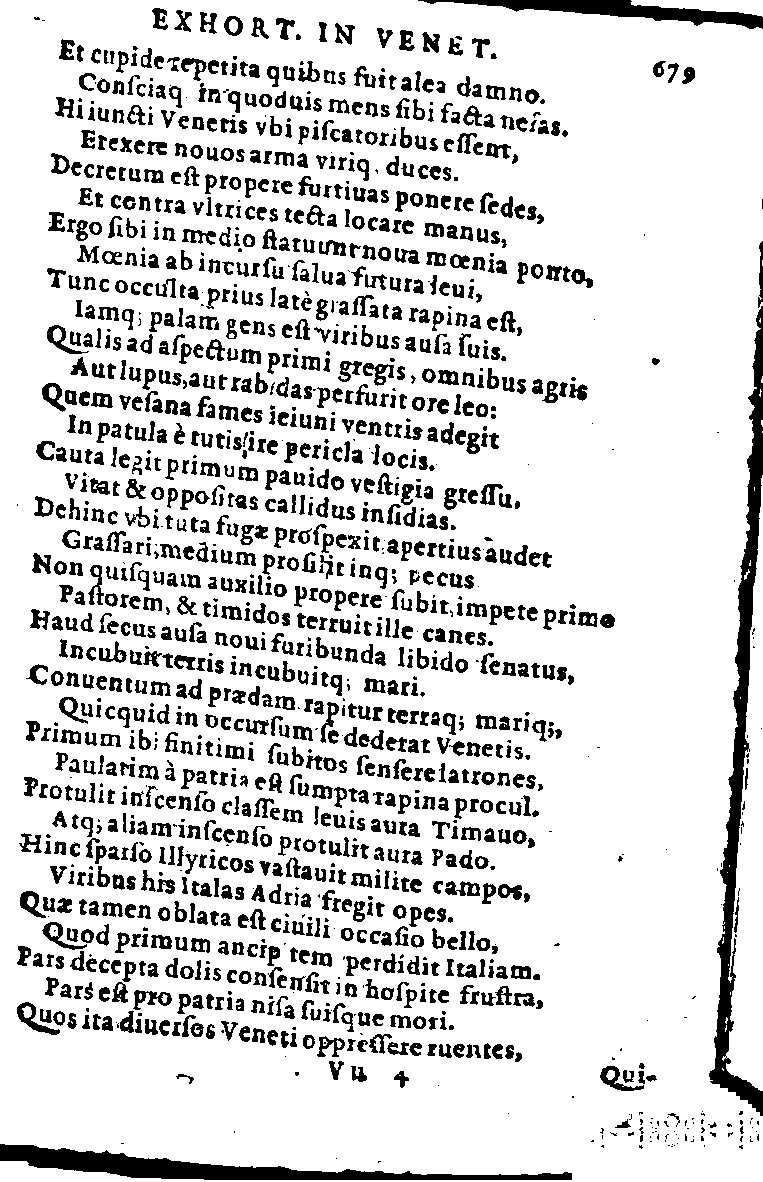 EXHORT. IN VENET. 679
Et cupide repetita quibus fuit alea damno.
Conſciaq in quoduis mens ſibi facta nefas.
Hi iuncti Venetis vbi piſcatoribus eſſent,
Erexere nouos arma viriq, duces.
Decretum eſt propere furtiuas ponere ſedes,
Et contra vltrices tecta locare manus,
Ergo ſibi in medio ſtatuunt noua mœnia ponto,
Mœnia ab incurſu ſalua futura leui,
Tunc occulta prius latè graſſata rapina eſt,
Iamq; palam gens eſt viribus auſa ſuis.
Qualis ad aſpectum primi gregis, omnibus agris
Aut lupus, aut rabidas perfurit ore leo:
Quem veſana fames ieiuni ventris adegit
In patula è tutis ire pericla locis.
Cauta legit primum pauido veſtigia greſſu,
Vitat & oppoſitas callidus inſidias.
Dehinc vbi tuta fugæ proſpexit apertius audet
Graſſari, medium proſilit inq; pecus
Non quiſquam auxilio propere ſubit, impete primo
Paſtorem, & timidos terruit ille canes.
Haud ſecus auſa noui furibunda libido ſenatus,
Incubuit terris incubuitq; mari.
Conuentum ad prædam rapitur terraq; mariq;,
Quicquid in occurſum ſe dederat Venetis.
Primum ibi finitimi ſubitos ſenſere latrones,
Paulatim à patria eſt ſumpta rapina procul.
Protulit inſcenſo claſſem leuis aura Timauo,
Atq; aliam inſcenſo protulit aura Pado.
Hinc ſparſo Illyricos vaſtauit milite campos,
Viribus his Italas Adria fregit opes.
Quæ tamen oblata eſt ciuili occaſio bello,
Quod primum ancip tem perdidit Italiam.
Pars decepta dolis conſenſit in hoſpite fruſtra,
Pars eſt pro patria niſa ſuiſque mori.
Quos ita diuerſos Veneti oppreſſere ruentes,
Vu 4 Qui-